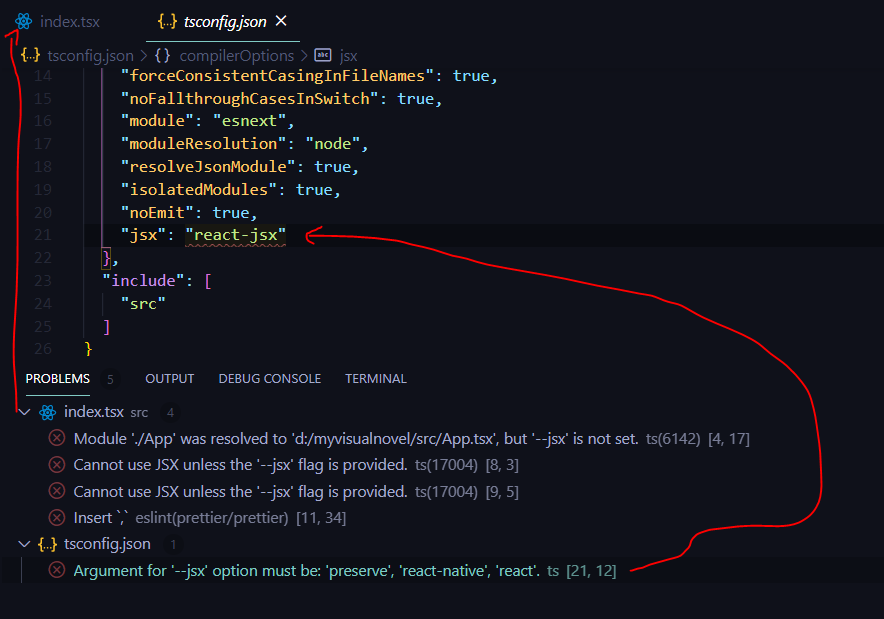 index.tsx {..} tsconfig.json ×
{..} tsconfig.json > {} compilerOptions > abc jsx
14 "forceConsistentCasingInFileNames": true,
15 "noFallthroughCasesInSwitch": true,
16 "module": "esnext",
17 "moduleResolution": "node",
18 "resolveJsonModule": true,
19 "isolatedModules": true,
20 "noEmit": true,
21 "jsx": "react-jsx"
22 },
23 "include": [
24 "src"
25 ]
26 }
PROBLEMS 5 OUTPUT DEBUG CONSOLE TERMINAL
index.tsx src 4
Module './App' was resolved to 'd:/myvisualnovel/src/App.tsx', but '--jsx' is not set. ts(6142) [4, 17]
Cannot use JSX unless the '--jsx' flag is provided. ts(17004) [8, 3]
Cannot use JSX unless the '--jsx' flag is provided. ts(17004) [9, 5]
Insert `,` eslint(prettier/prettier) [11, 34]
{..} tsconfig.json 1
Argument for '--jsx' option must be: 'preserve', 'react-native', 'react'. ts [21, 12]